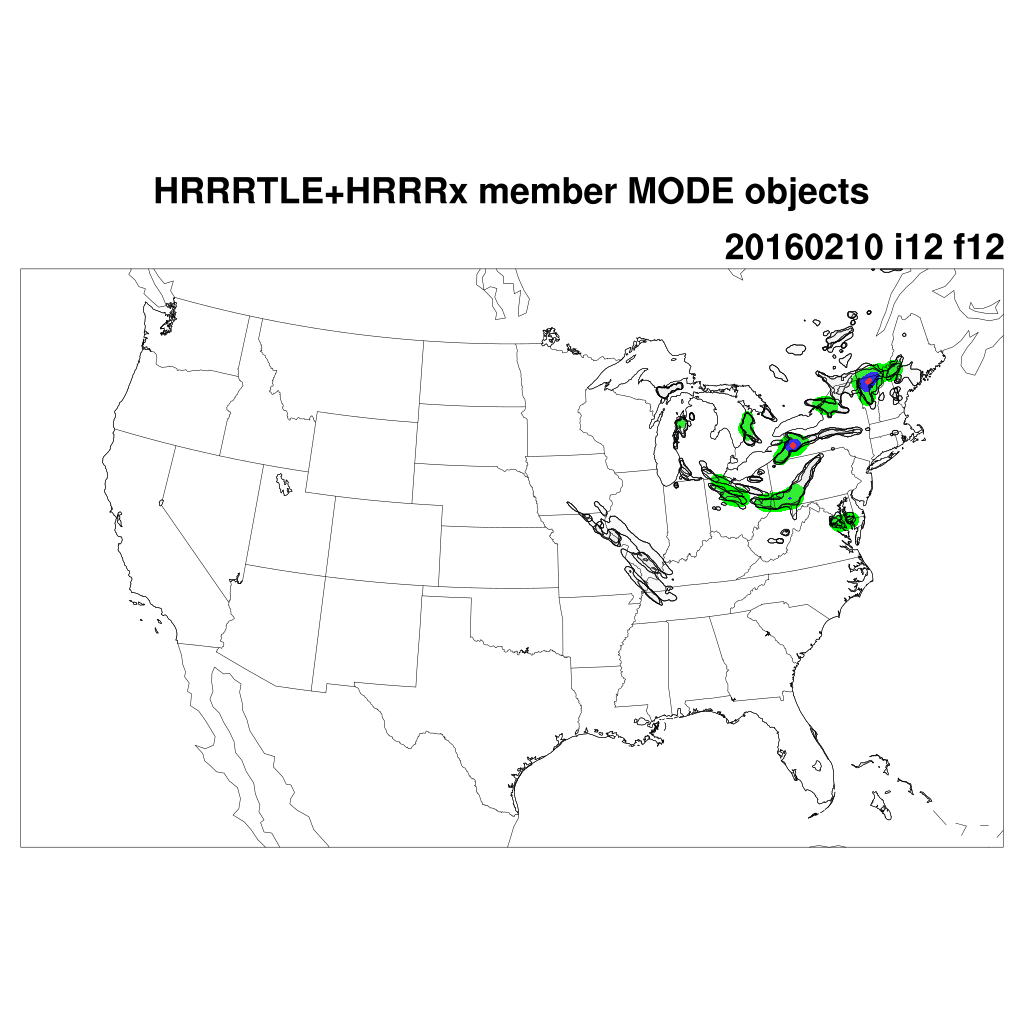 HRRRTLE+HRRRx member MODE objects
20160210 i12 f12